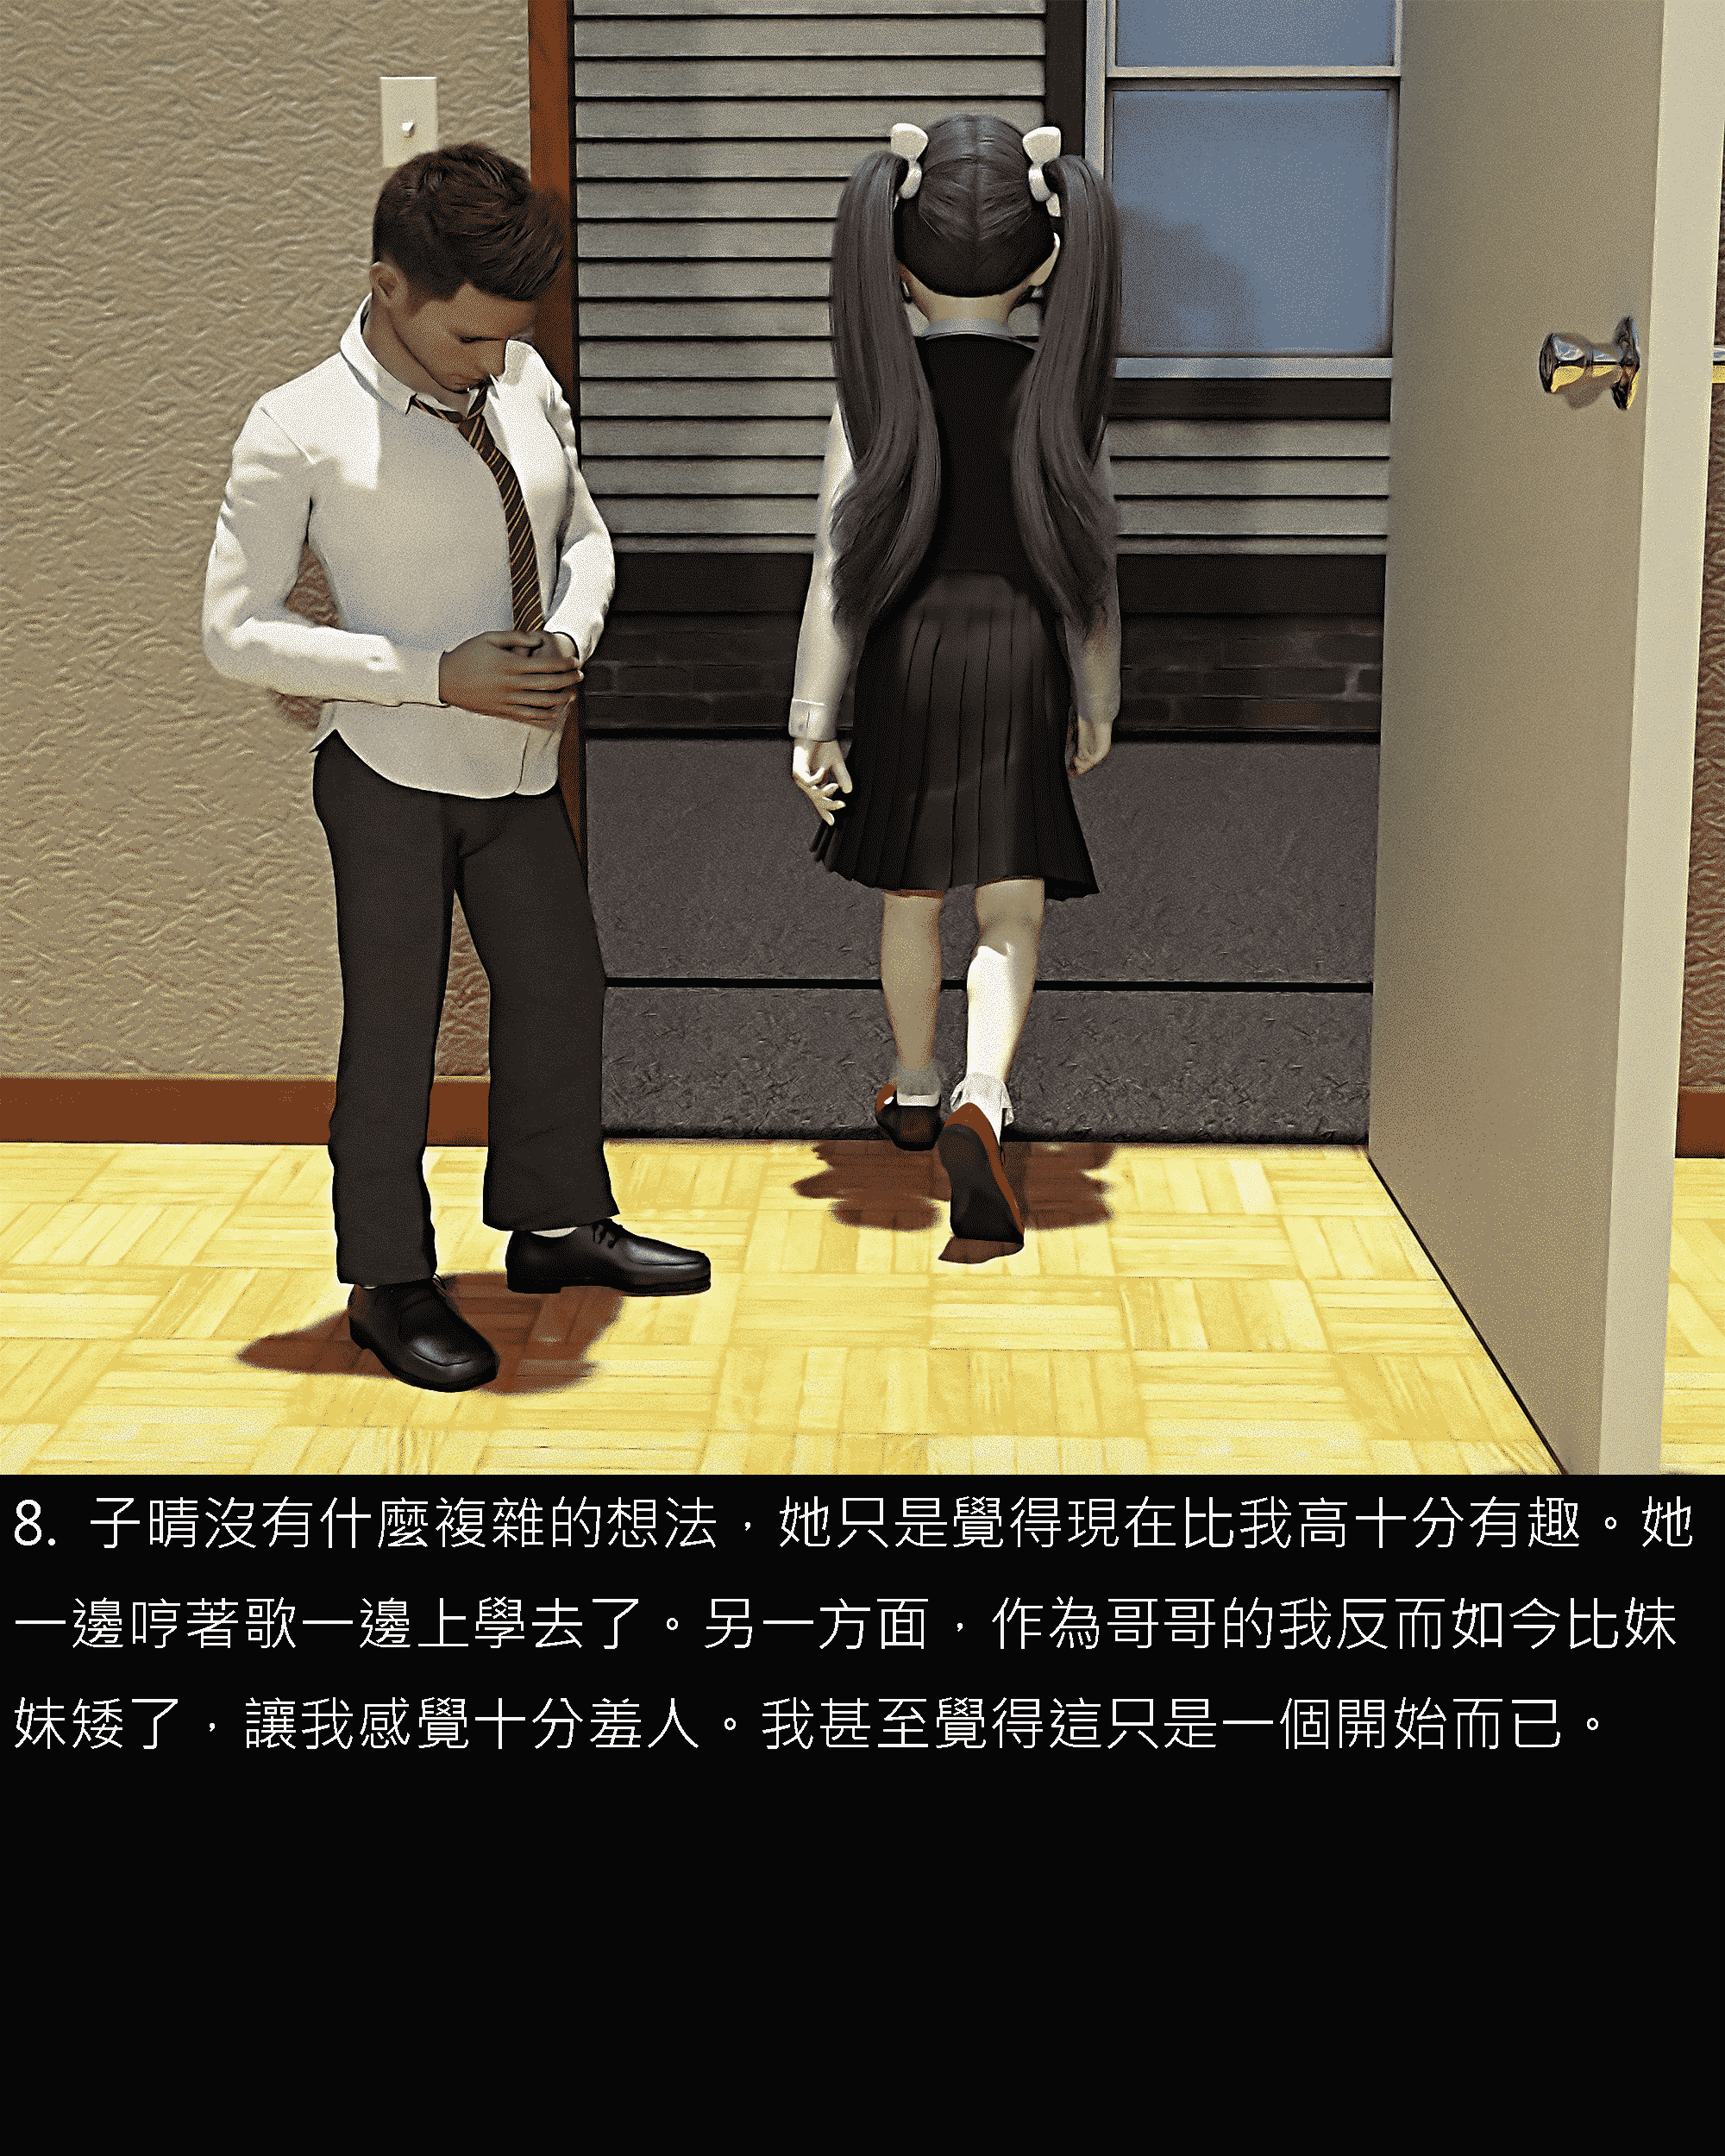 8. 子晴沒有什麼複雜的想法，她只是覺得現在比我高十分有趣。她
一邊哼著歌一邊上學去了。另一方面，作為哥哥的我反而如今比妹
妹矮了，讓我感覺十分羞人。我甚至覺得這只是一個開始而已。